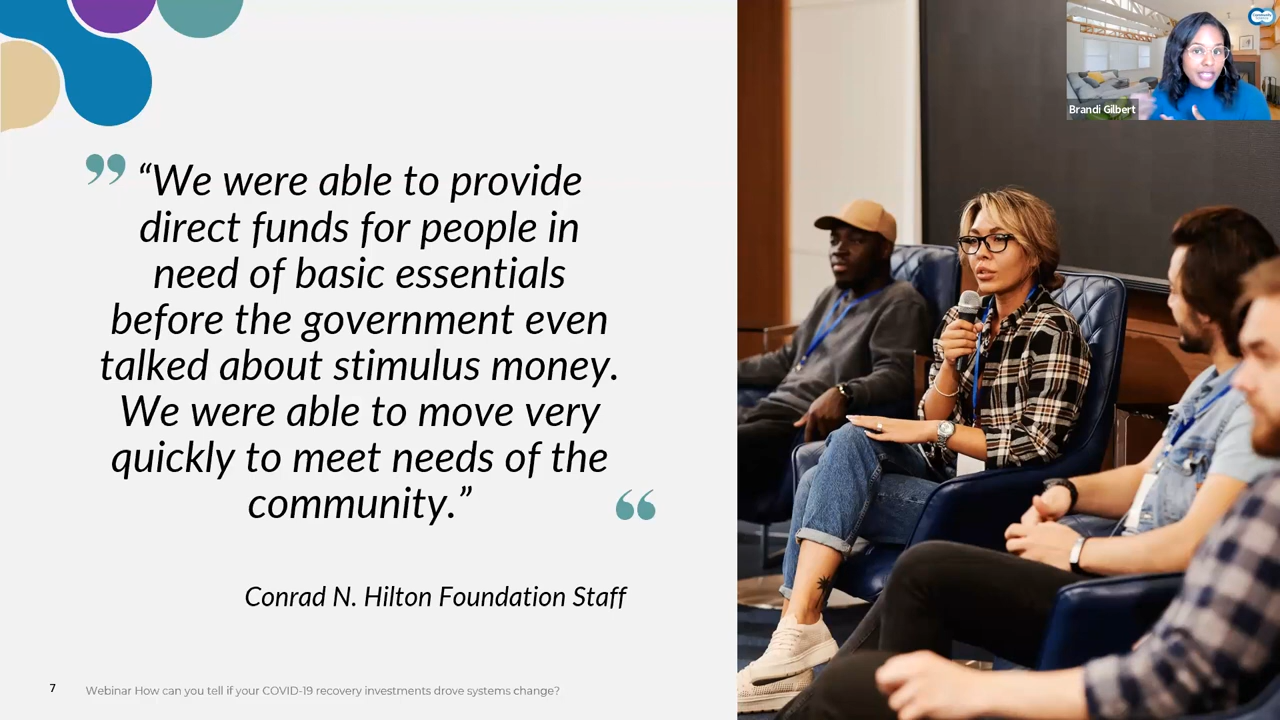 “We were able to provide
direct funds for people in
need of basic essentials
before the government even
talked about stimulus money.
We were able to move very
quickly to meet needs of the
community.”
Conrad N. Hilton Foundation Staff
7
Webinar How can you tell if your COVID-19 recovery investments drove systems change?
Brandi Gilbert